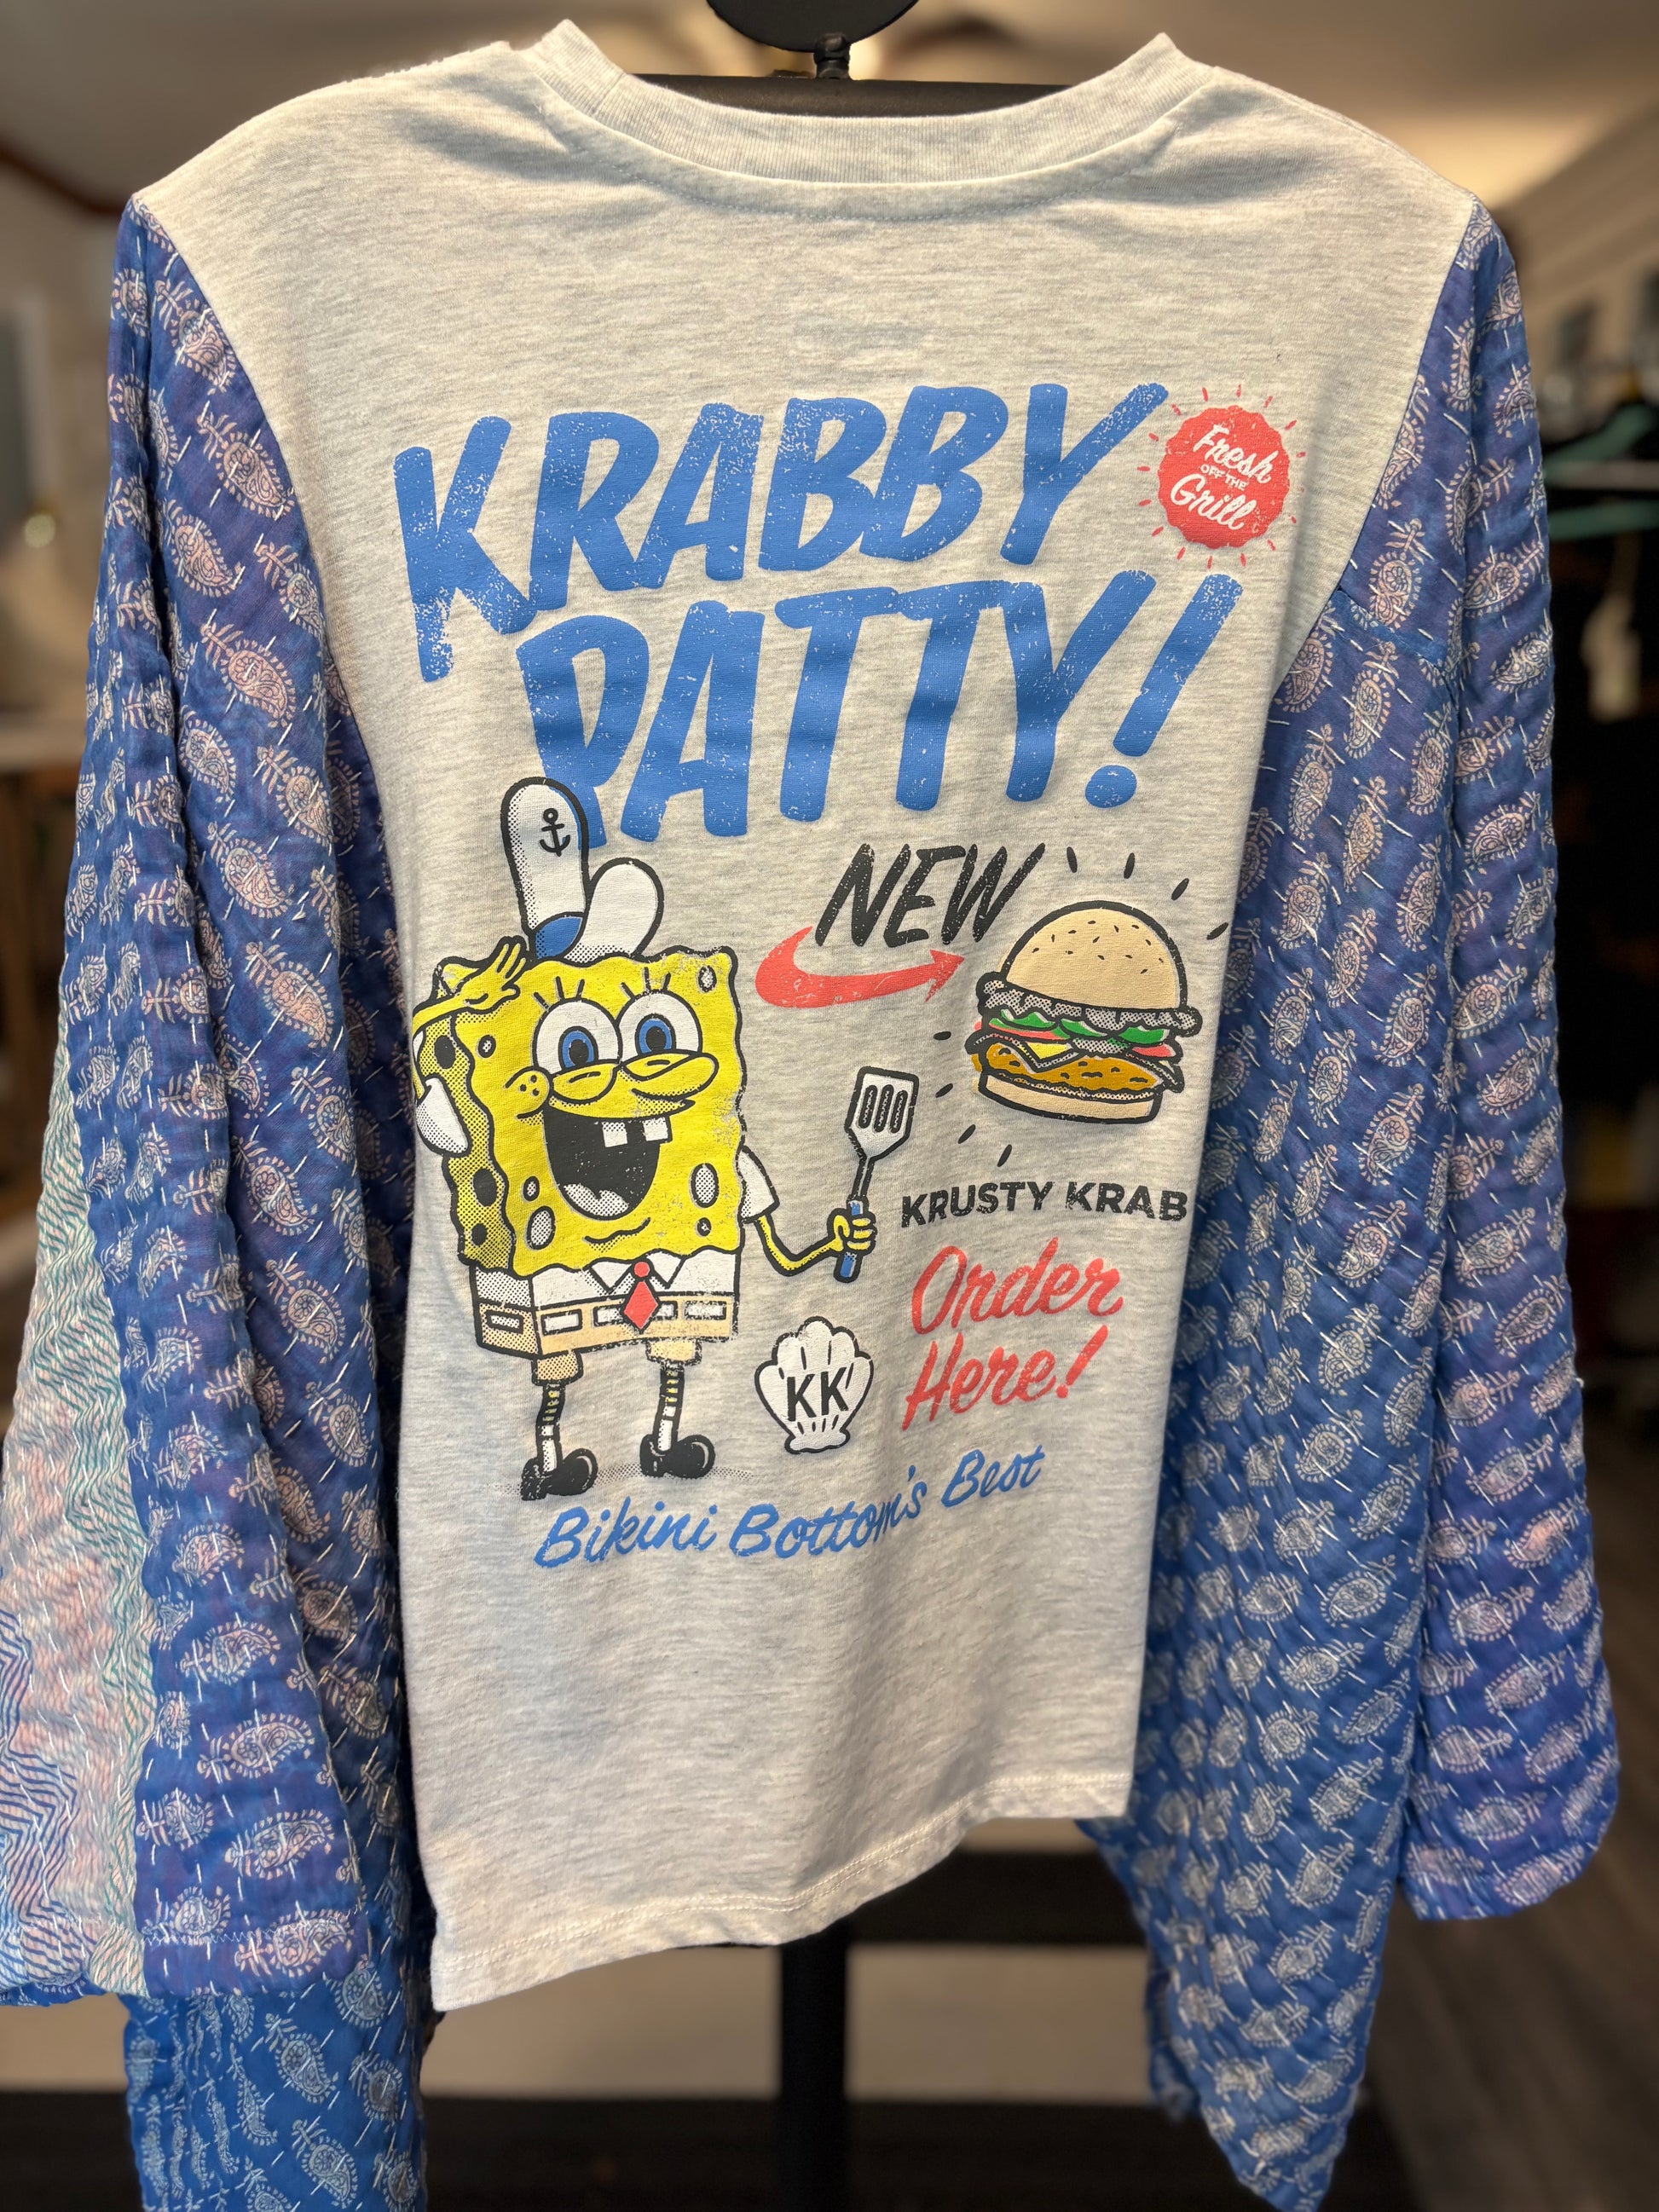 KRABBY
PATTY!
Fresh
OFF THE
Grill
NEW
KRUSTY KRAB
Order
Here!
KK
Bikini Bottom's Best